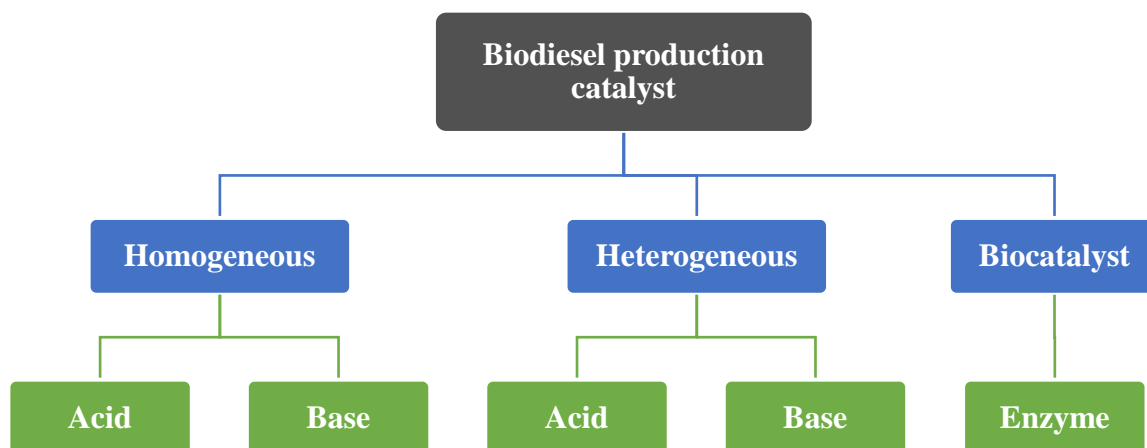 Biodiesel production
catalyst
Homogeneous
Heterogeneous
Biocatalyst
Acid
Base
Acid
Base
Enzyme